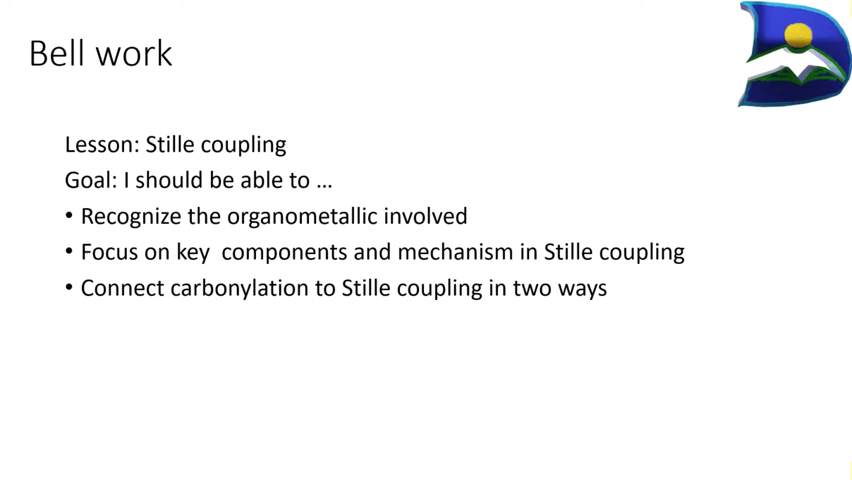 Bell work
Lesson: Stille coupling
Goal: I should be able to …
• Recognize the organometallic involved
• Focus on key  components and mechanism in Stille coupling
• Connect carbonylation to Stille coupling in two ways